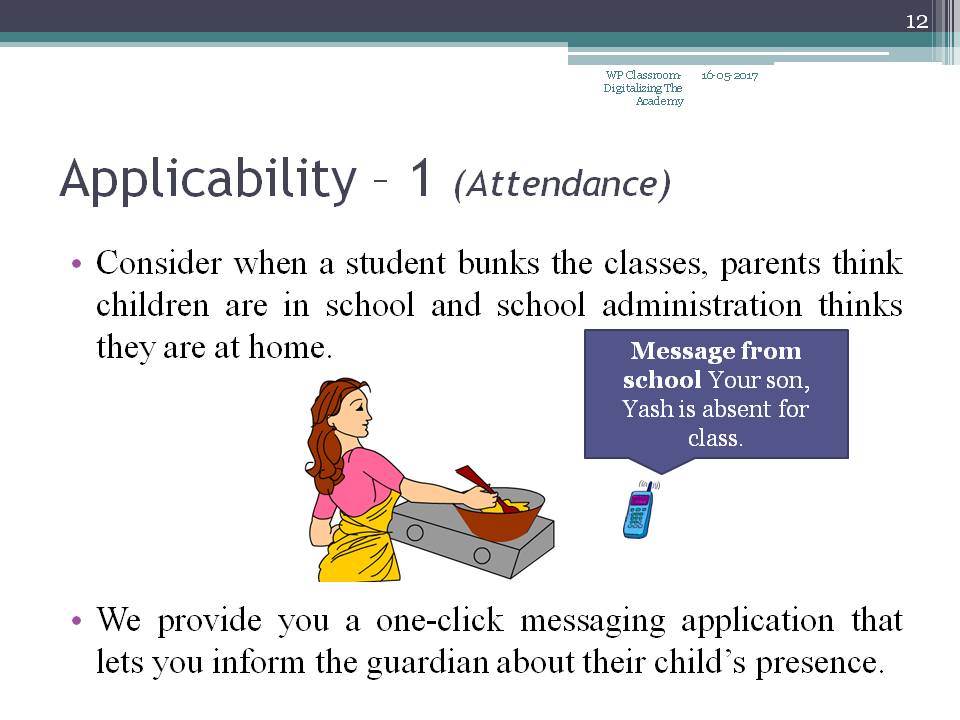 12
WP Classroom- 16-05-2017
Digitalizing The
Academy
Applicability – 1 (Attendance)
• Consider when a student bunks the classes, parents think
children are in school and school administration thinks
they are at home.
Message from
school Your son,
Yash is absent for
class.
• We provide you a one-click messaging application that
lets you inform the guardian about their child’s presence.